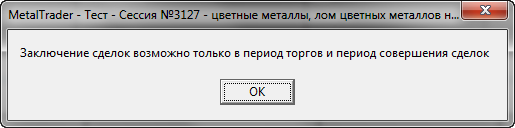 MetalTrader - Тест - Сессия №3127 - цветные металлы, лом цветных металлов н...
Заключение сделок возможно только в период торгов и период совершения сделок
OK